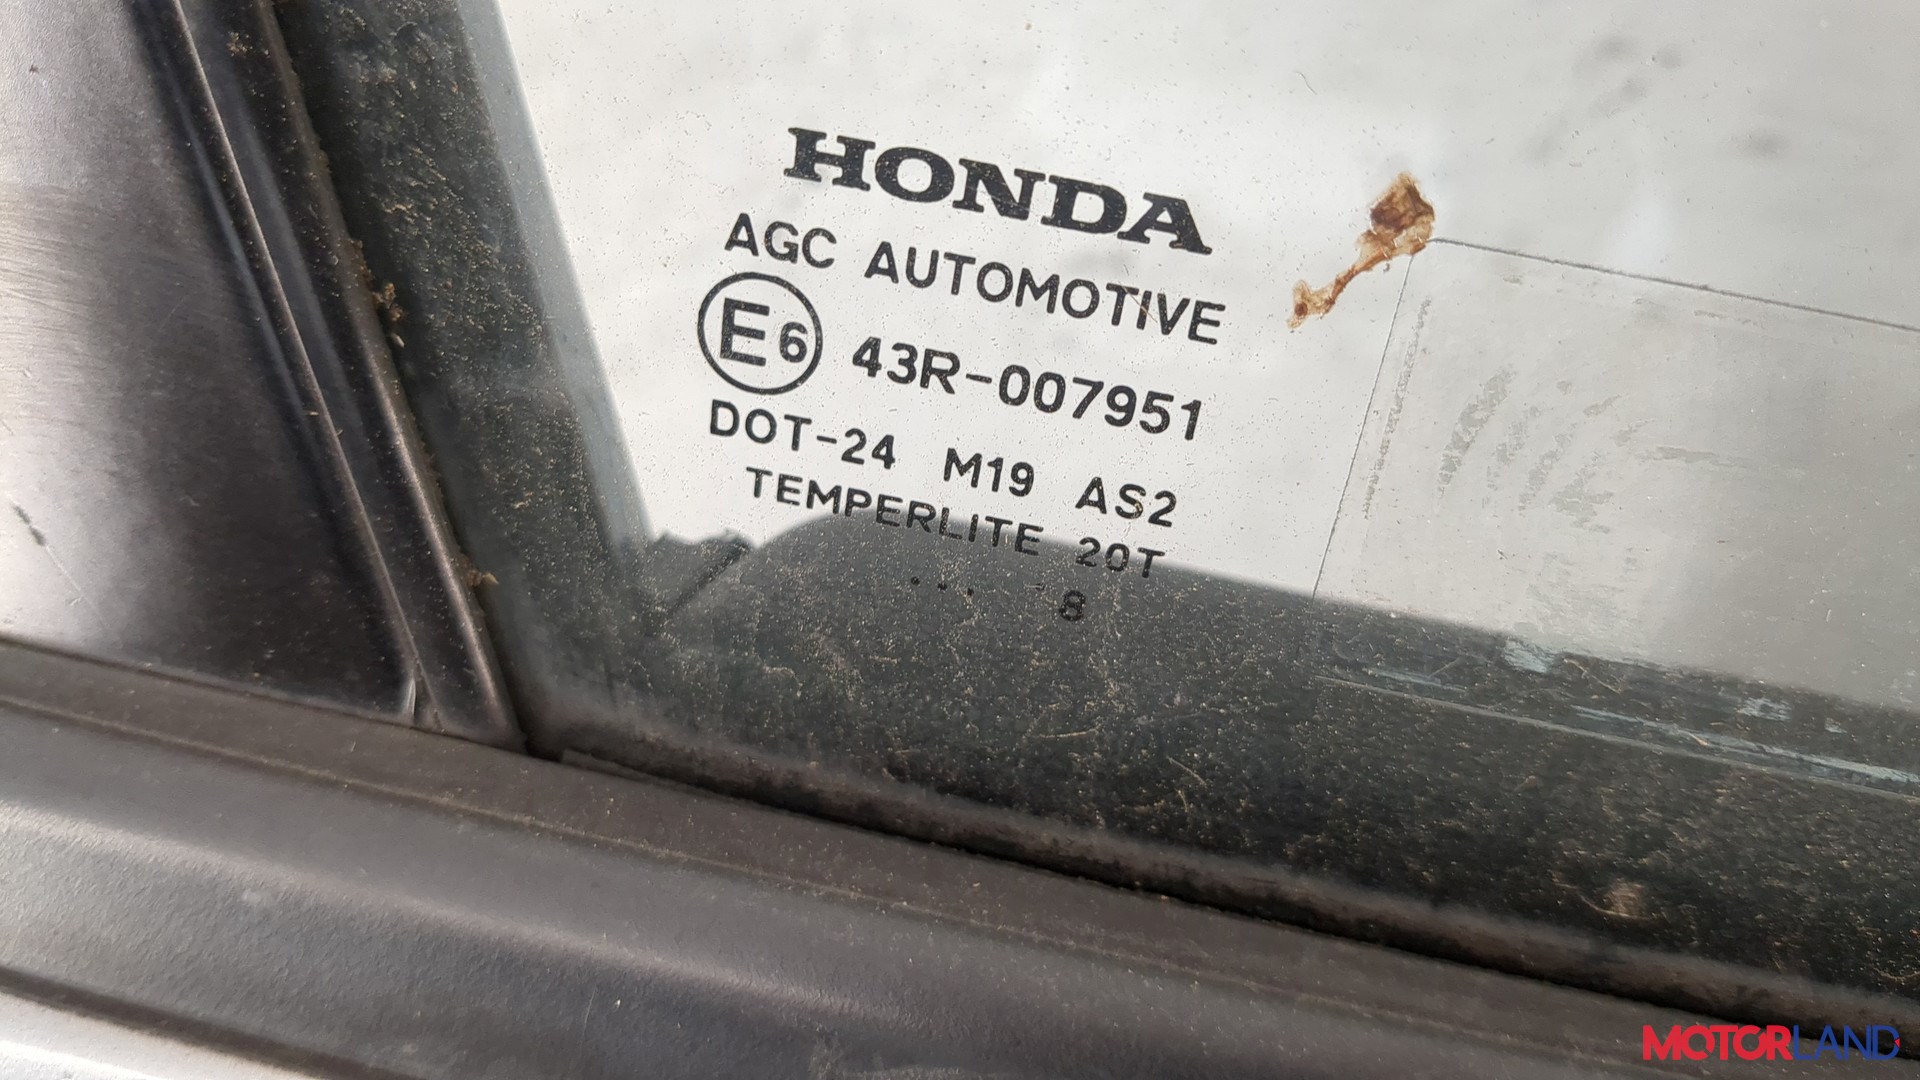 HONDA
AGC AUTOMOTIVE
E6 43R-007951
DOT-24 M19 AS2
TEMPERLITE 20T
... 8
MOTORLAND